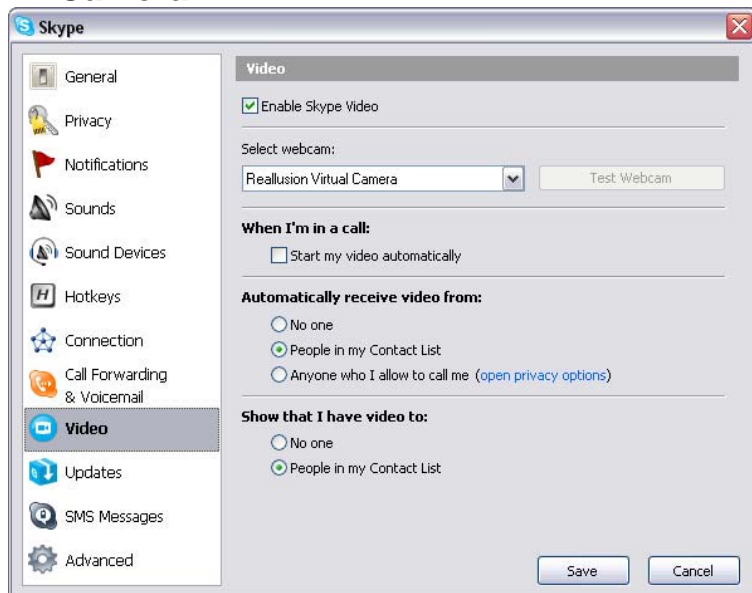 Skype
General
Privacy
Notifications
Sounds
Sound Devices
H Hotkeys
Connection
Call Forwarding
& Voicemail
Video
Updates
SMS Messages
Advanced
Video
Enable Skype Video
Select webcam:
Reallusion Virtual Camera
Test Webcam
When I'm in a call:
Start my video automatically
Automatically receive video from:
No one
People in my Contact List
Anyone who I allow to call me (open privacy options)
Show that I have video to:
No one
People in my Contact List
Save
Cancel